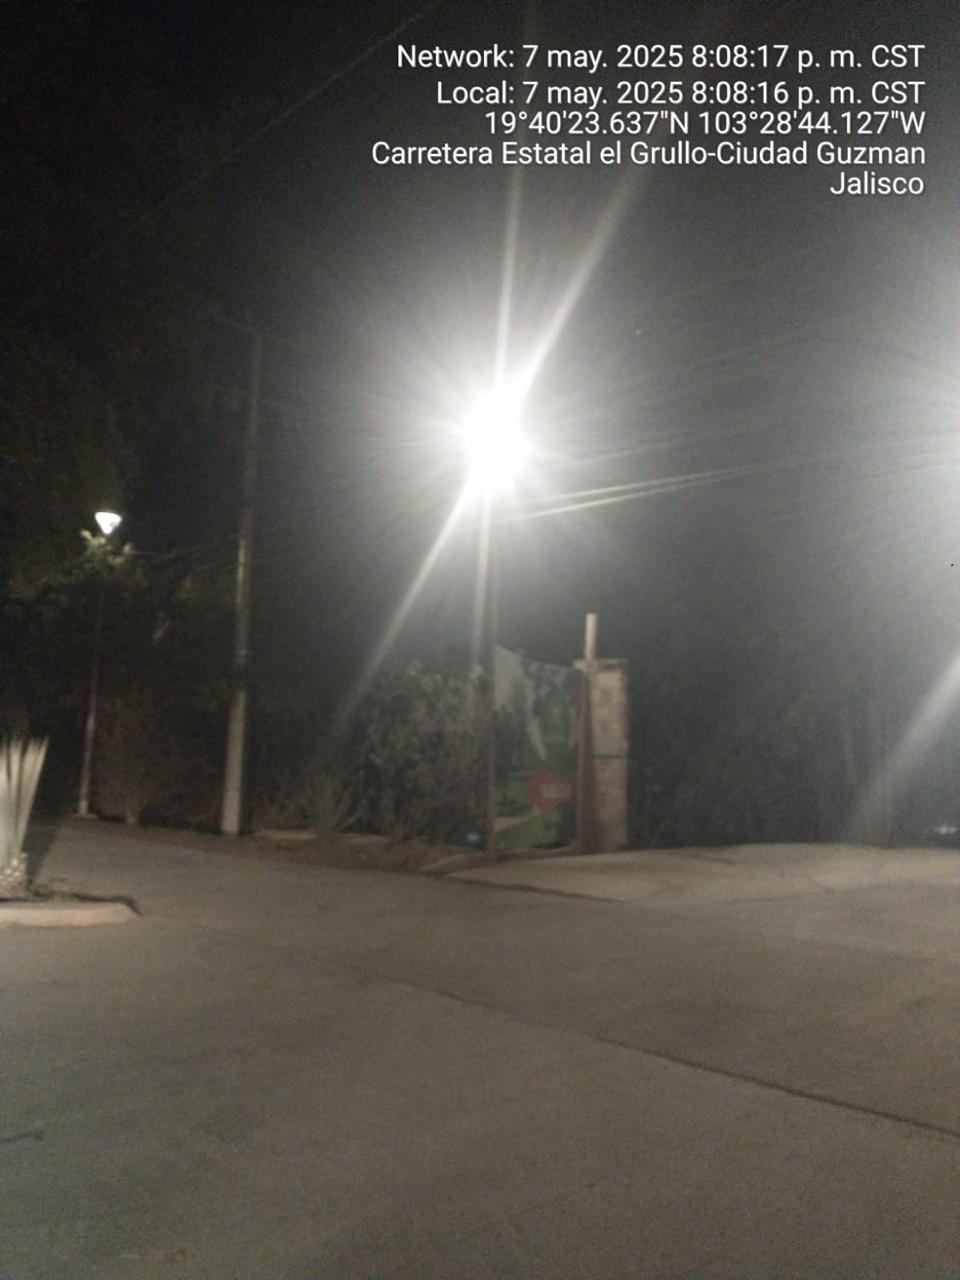 Network: 7 may. 2025 8:08:17 p. m. CST
Local: 7 may. 2025 8:08:16 p. m. CST
19°40'23.637"N 103°28'44.127"W
Carretera Estatal el Grullo-Ciudad Guzman
Jalisco